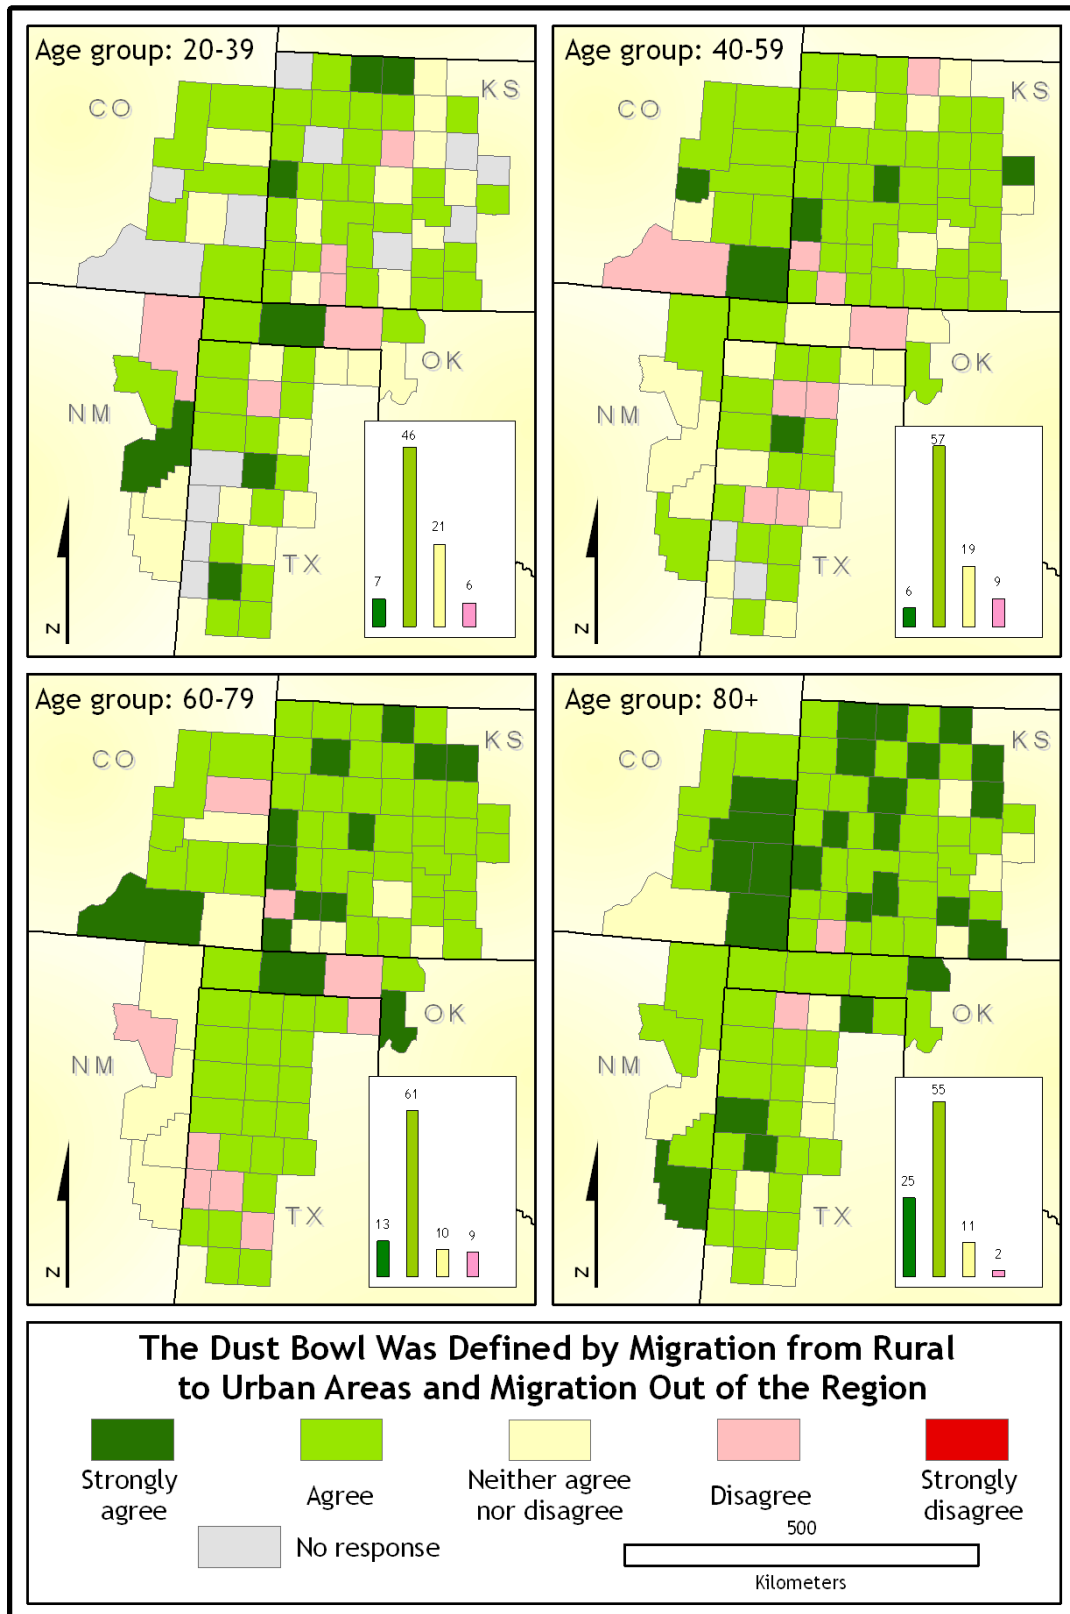 Age group: 20-39
CO
KS
NM
OK
TX
N
7
46
21
6
Age group: 40-59
CO
KS
NM
OK
TX
N
6
57
19
9
Age group: 60-79
CO
KS
NM
OK
TX
N
13
61
10
9
Age group: 80+
CO
KS
NM
OK
TX
N
25
55
11
2
The Dust Bowl Was Defined by Migration from Rural
to Urban Areas and Migration Out of the Region
Strongly
agree
Agree
Neither agree
nor disagree
Disagree
Strongly
disagree
No response
500
Kilometers